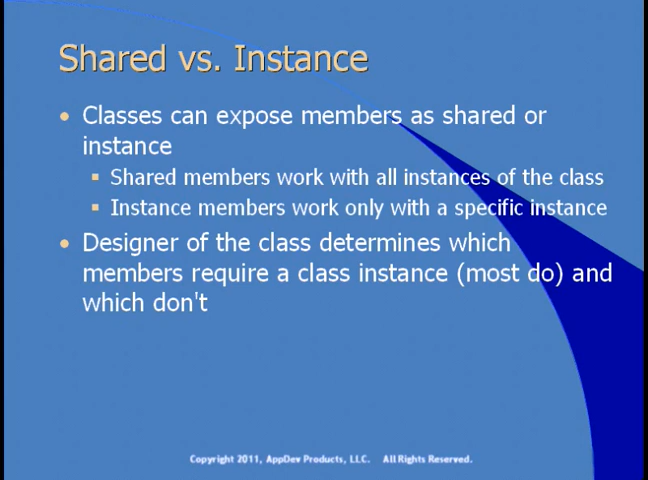 Shared vs. Instance
• Classes can expose members as shared or
instance
▪ Shared members work with all instances of the class
▪ Instance members work only with a specific instance
• Designer of the class determines which
members require a class instance (most do) and
which don't
Copyright 2011, AppDev Products, LLC. All Rights Reserved.